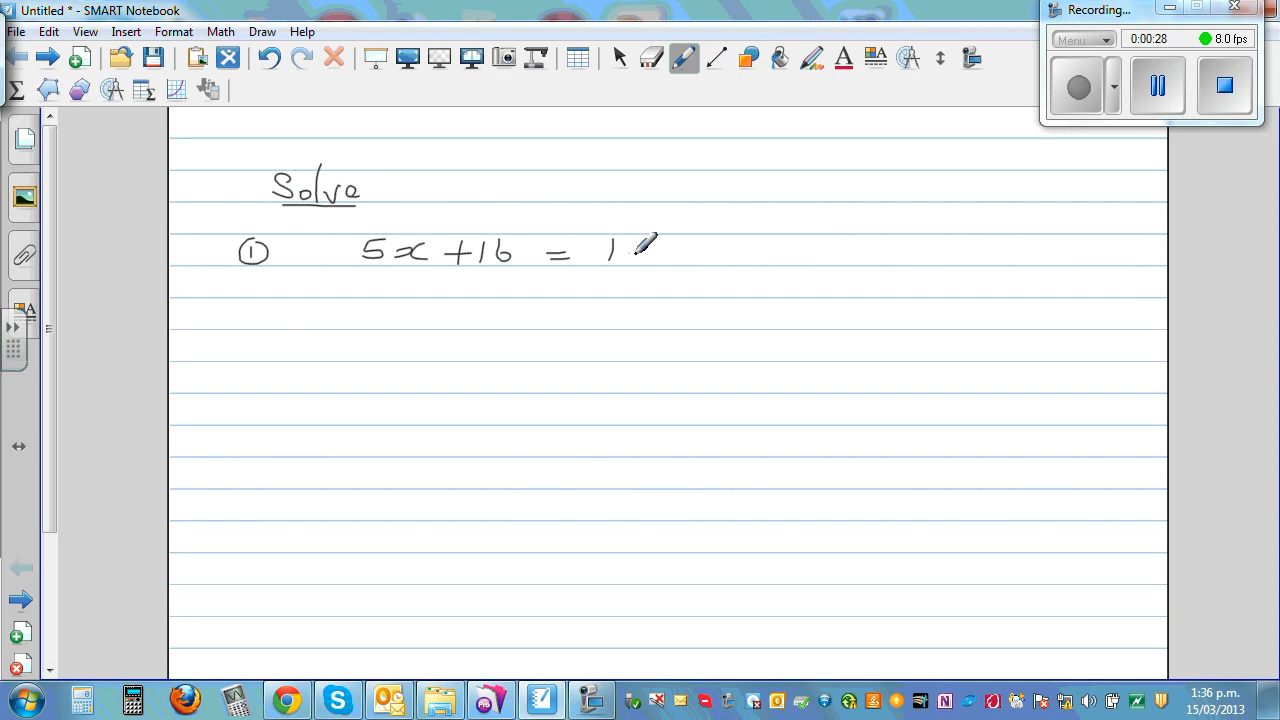 Untitled * - SMART Notebook
Recording...
File Edit View Insert Format Math Draw Help
Menu 0:00:28 8.0 fps
Solve
① 5x + 16 = 1
1:36 p.m.
15/03/2013